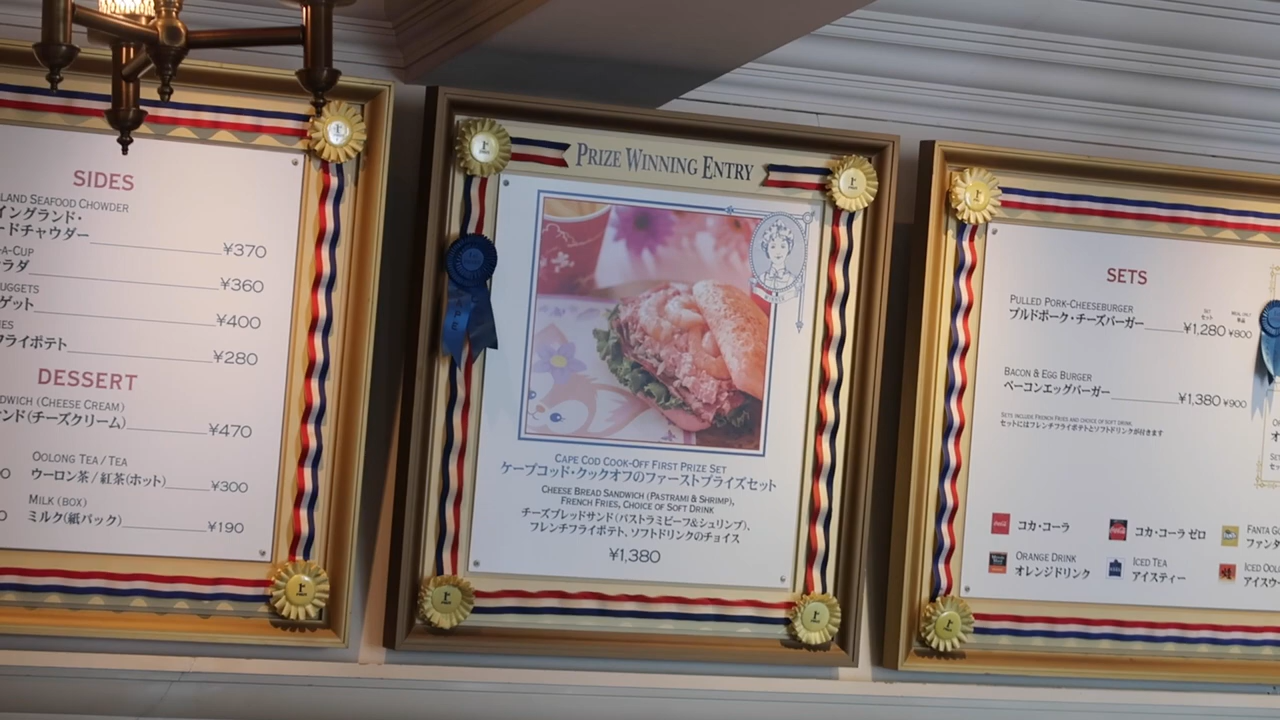 SIDES
LAND SEAFOOD CHOWDER
イングランド・
ードチャウダー ¥370
-A-CUP
ラダ ¥360
NUGGETS
ゲット ¥400
IES
フライポテト ¥280
DESSERT
DWICH (CHEESE CREAM)
ンド(チーズクリーム) ¥470
OOLONG TEA / TEA
ウーロン茶 / 紅茶(ホット) ¥300
MILK (BOX)
ミルク(紙パック) ¥190
PRIZE WINNING ENTRY
CAPE COD COOK-OFF FIRST PRIZE SET
ケープコッド・クックオフのファーストプライズセット
CHEESE BREAD SANDWICH (PASTRAMI & SHRIMP),
FRENCH FRIES, CHOICE OF SOFT DRINK
チーズブレッドサンド(パストラミビーフ&シュリンプ)、
フレンチフライポテト、ソフトドリンクのチョイス
¥1,380
SETS
PULLED PORK-CHEESEBURGER
SET
セット
単品
プルドポーク・チーズバーガー ¥1,280 ¥800
BACON & EGG BURGER
ベーコンエッグバーガー ¥1,380 ¥900
SETS INCLUDE FRENCH FRIES AND CHOICE OF SOFT DRINK.
セットにはフレンチフライポテトとソフトドリンクが付きます
コカ・コーラ
コカ・コーラ ゼロ
FANTA G
ファンタ
ORANGE DRINK
オレンジドリンク
ICED TEA
アイスティー
ICED OOLO
アイスウ